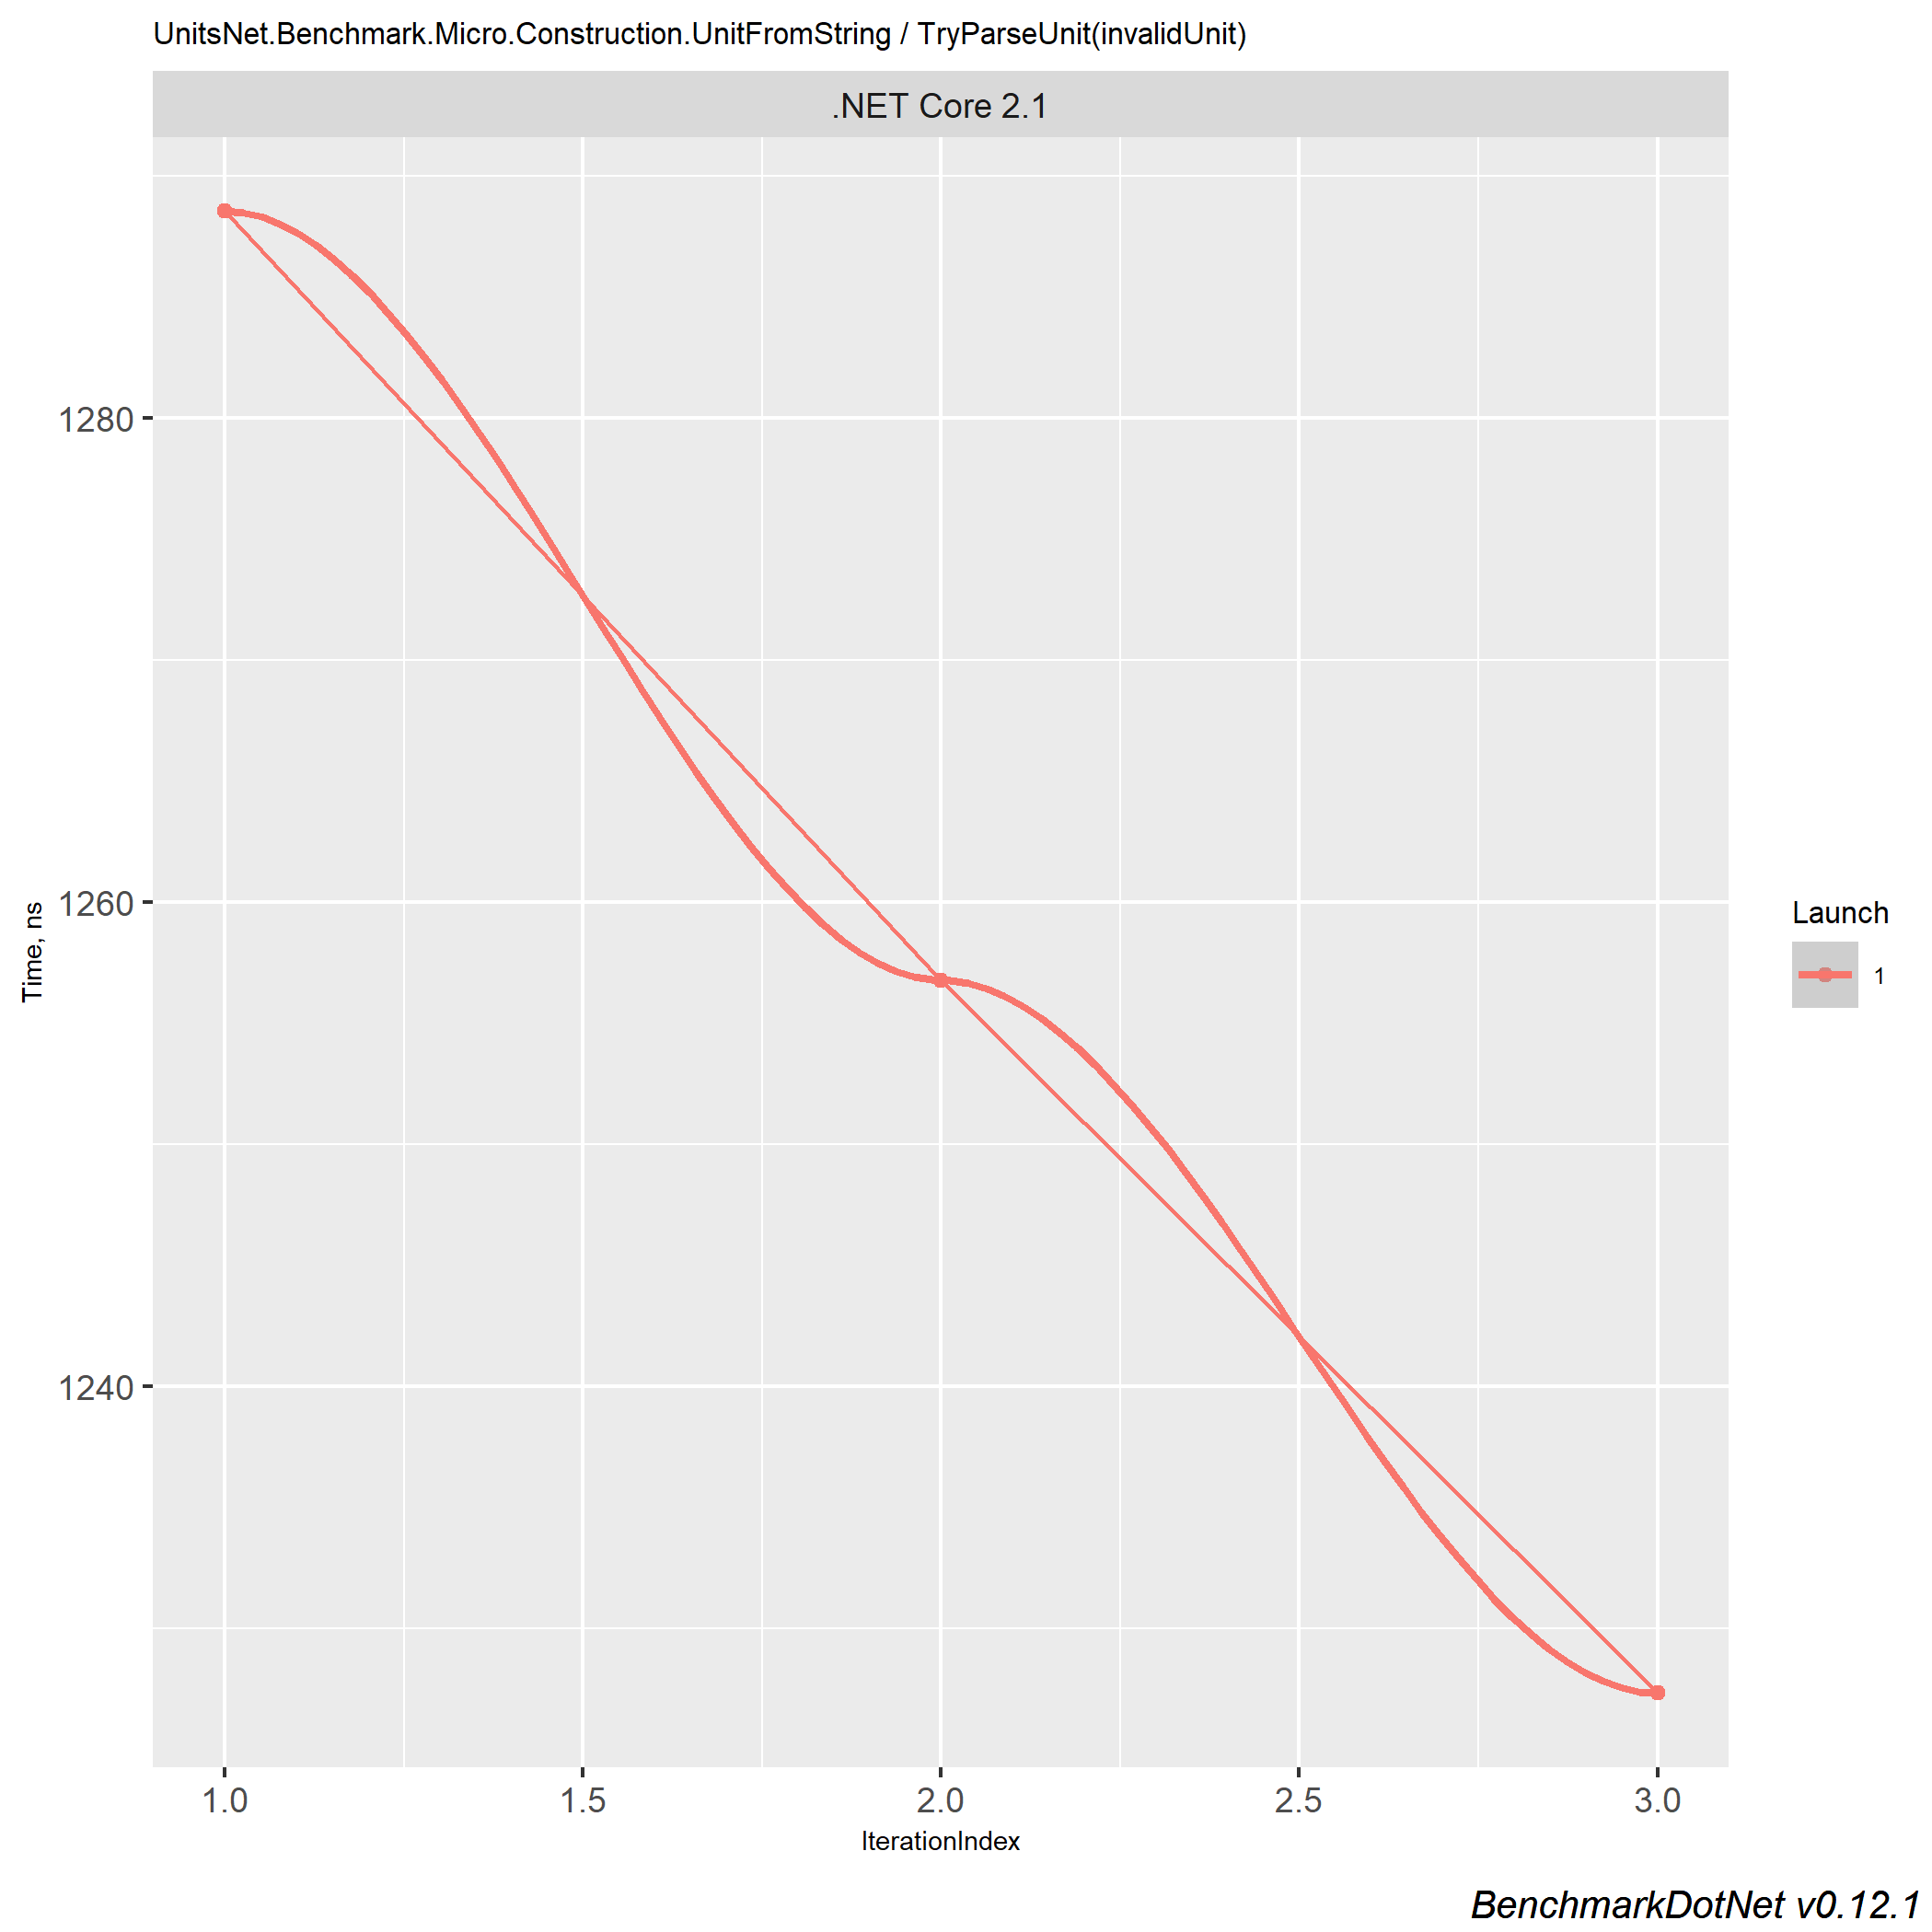 UnitsNet.Benchmark.Micro.Construction.UnitFromString / TryParseUnit(invalidUnit)
.NET Core 2.1
1280
1260
1240
Time, ns
1.0 1.5 2.0 2.5 3.0
IterationIndex
Launch
1
BenchmarkDotNet v0.12.1